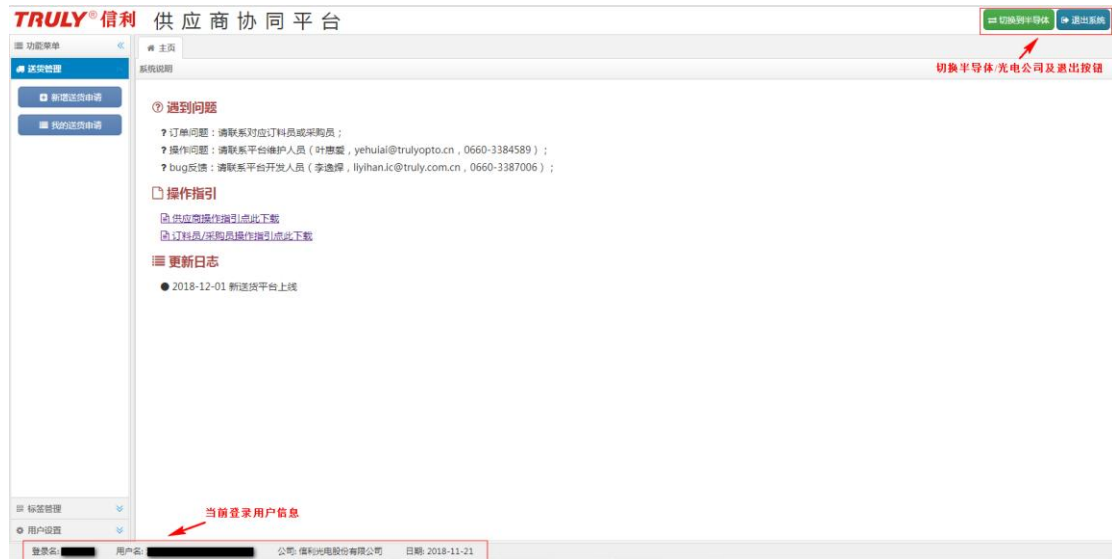 TRULY®信利 供应商协同平台
切换到半导体 退出系统
功能菜单
主页
送货管理
系统说明
切换半导体/光电公司及退出按钮
新增送货申请
我的送货申请
遇到问题
? 订单问题：请联系对应订料员或采购员；
? 操作问题：请联系平台维护人员（叶惠爱，yehuiai@trulyopto.cn，0660-3384589）；
? bug反馈：请联系平台开发人员（李逸焊，liyihan.ic@truly.com.cn，0660-3387006）；
操作指引
供应商操作指引点此下载
订料员/采购员操作指引点此下载
更新日志
● 2018-12-01 新送货平台上线
标签管理
当前登录用户信息
用户设置
登录名: 用户名: 公司: 信利光电股份有限公司 日期: 2018-11-21